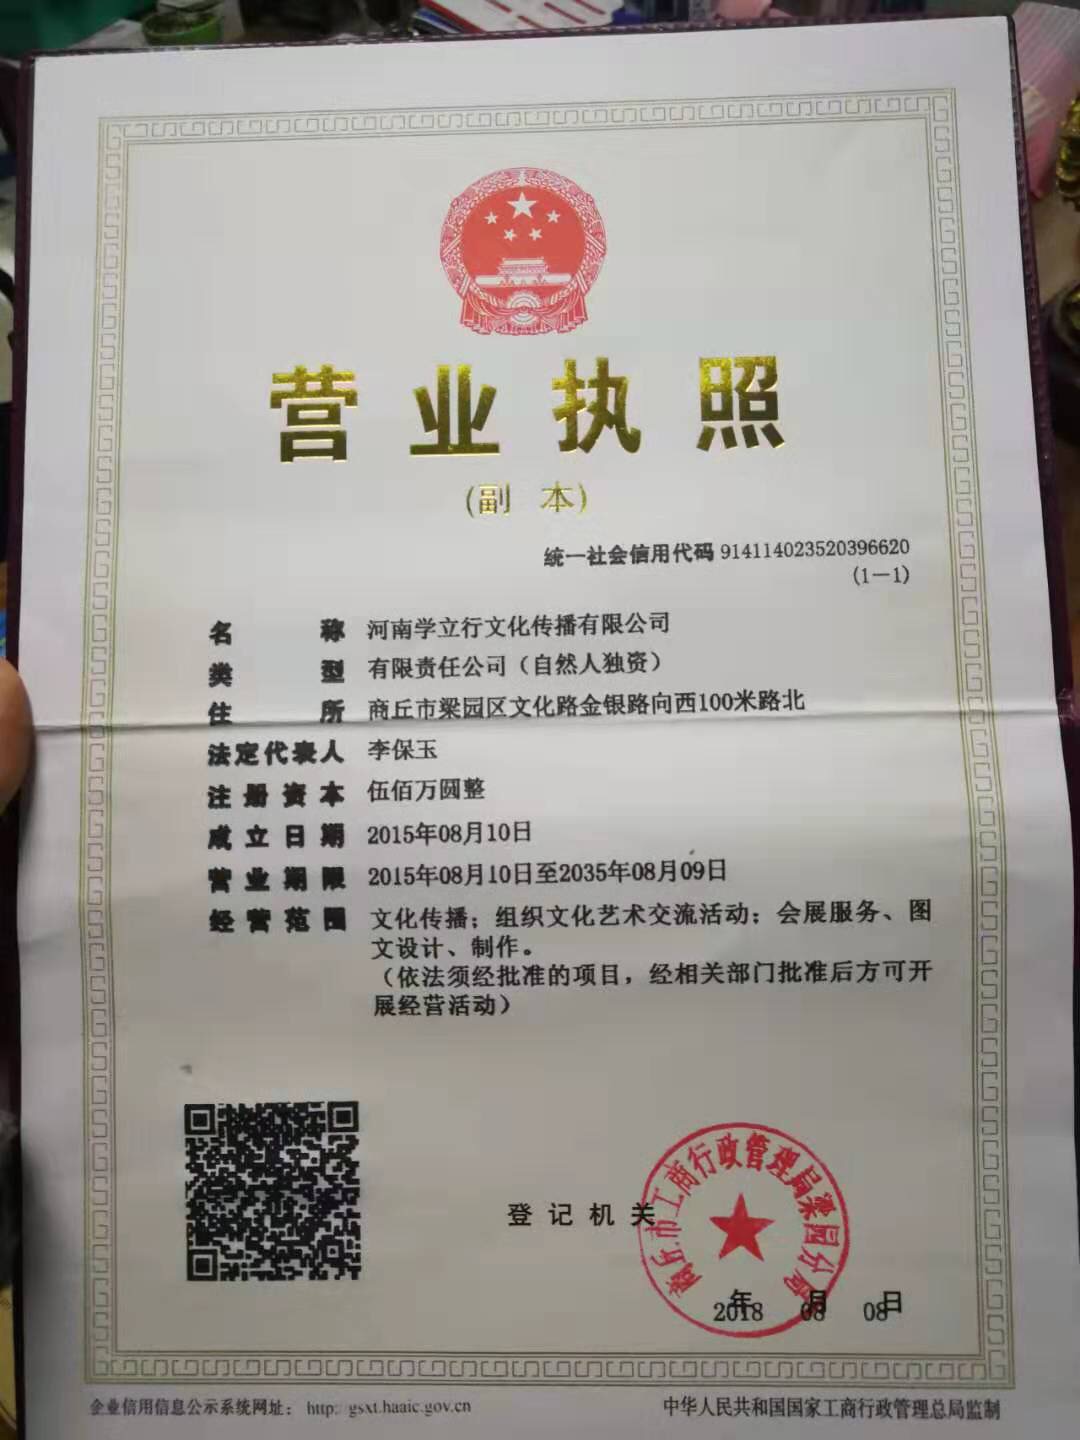 营业执照
(副 本)
统一社会信用代码 914114023520396620
(1-1)
名称 河南学立行文化传播有限公司
类型 有限责任公司（自然人独资）
住所 商丘市梁园区文化路金银路向西100米路北
法定代表人 李保玉
注册资本 伍佰万圆整
成立日期 2015年08月10日
营业期限 2015年08月10日至2035年08月09日
经营范围 文化传播；组织文化艺术交流活动；会展服务、图
文设计、制作。
（依法须经批准的项目，经相关部门批准后方可开
展经营活动）
登记机关
商丘市工商行政管理局梁园分局
2018年08月08日
企业信用信息公示系统网址： http: gsxt.haaic.gov.cn
中华人民共和国国家工商行政管理总局监制